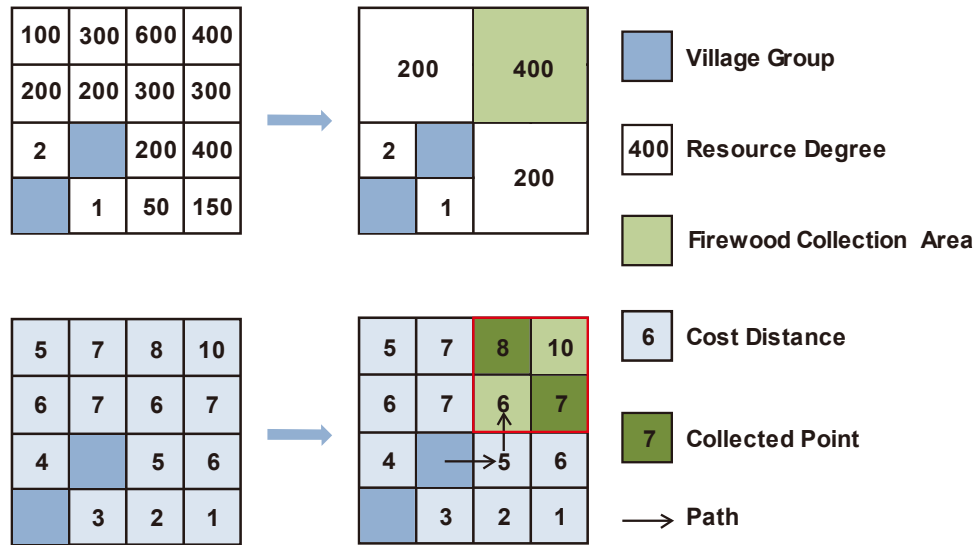 100 300 600 400
200 200 300 300
2 200 400
1 50 150
200 400
2
200
1
Village Group
400 Resource Degree
Firewood Collection Area
5 7 8 10
6 7 6 7
4 5 6
3 2 1
5 7 8 10
6 7 6 7
4 5 6
3 2 1
6 Cost Distance
7 Collected Point
Path